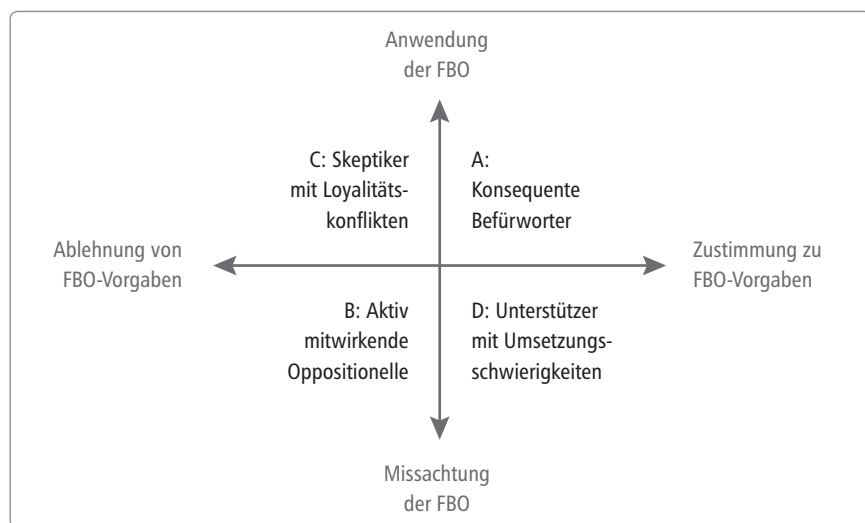 Anwendung
der FBO
C: Skeptiker
mit Loyalitäts-
konflikten
A:
Konsequente
Befürworter
Ablehnung von
FBO-Vorgaben
Zustimmung zu
FBO-Vorgaben
B: Aktiv
mitwirkende
Oppositionelle
D: Unterstützer
mit Umsetzungs-
schwierigkeiten
Missachtung
der FBO